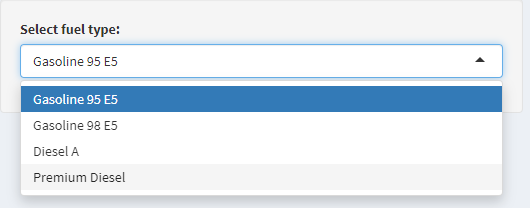 Select fuel type:
Gasoline 95 E5
Gasoline 95 E5
Gasoline 98 E5
Diesel A
Premium Diesel